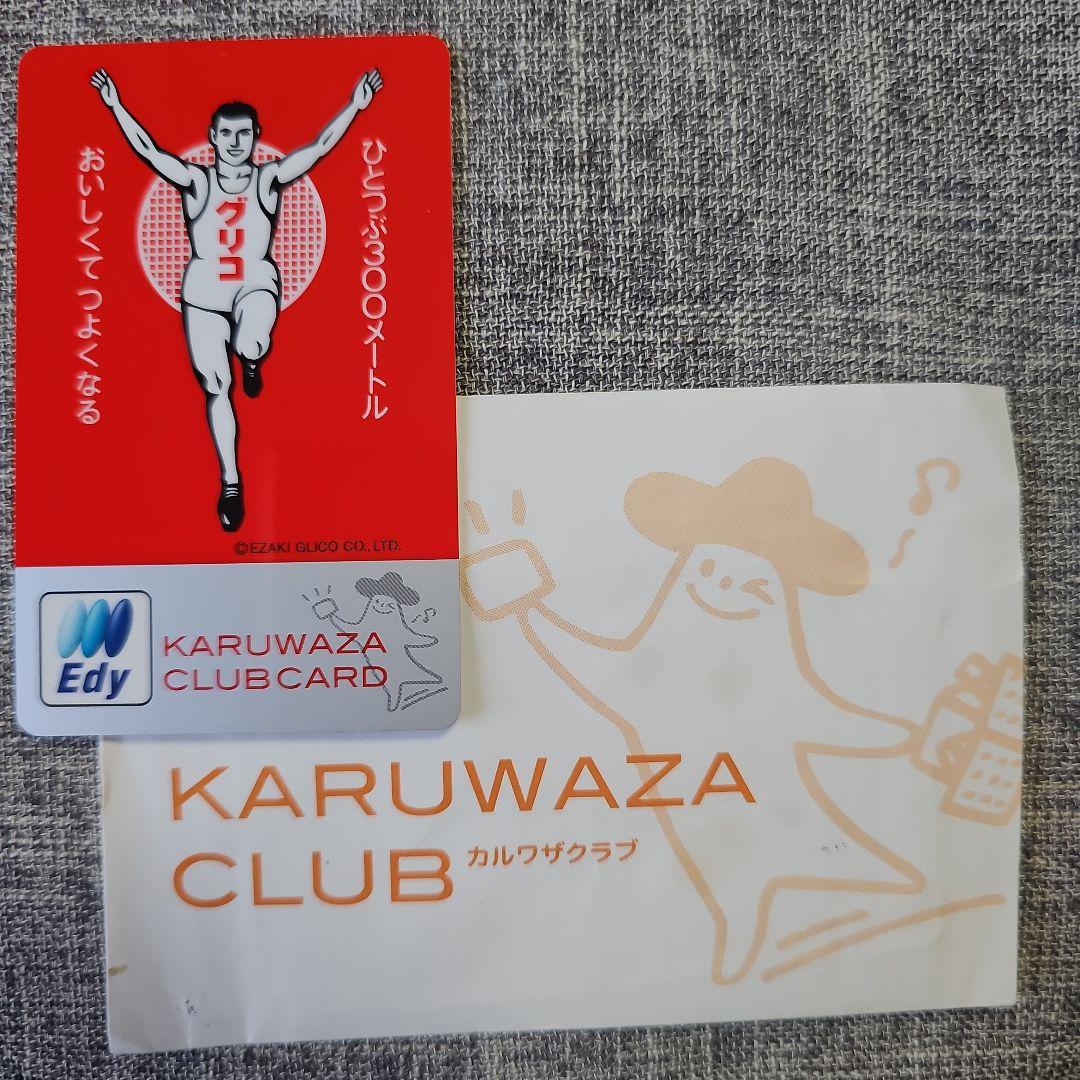 ひとつぶ300メートル
おいしくてつよくなる
グリコ
©EZAKI GLICO CO., LTD.
Edy
KARUWAZA
CLUB CARD
KARUWAZA
CLUB カルワザクラブ